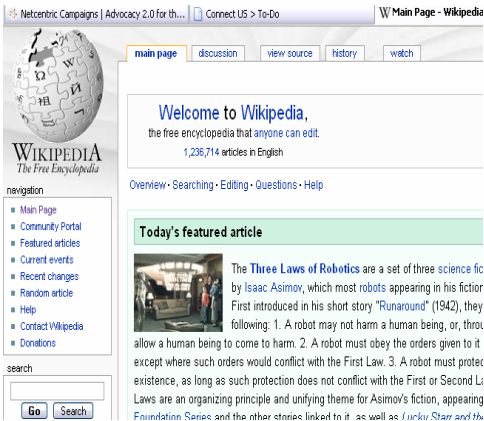 Netcentric Campaigns | Advocacy 2.0 for th... Connect US > To-Do Main Page - Wikipedia
main page discussion view source history watch
WIKIPEDIA
The Free Encyclopedia
navigation
Main Page
Community Portal
Featured articles
Current events
Recent changes
Random article
Help
Contact Wikipedia
Donations
search
Go Search
Welcome to Wikipedia,
the free encyclopedia that anyone can edit.
1,236,714 articles in English
Overview · Searching · Editing · Questions · Help
Today's featured article
The Three Laws of Robotics are a set of three science fic
by Isaac Asimov, which most robots appearing in his fiction
First introduced in his short story "Runaround" (1942), they
following: 1. A robot may not harm a human being, or, throu
allow a human being to come to harm. 2. A robot must obey the orders given to it
except where such orders would conflict with the First Law. 3. A robot must protec
existence, as long as such protection does not conflict with the First or Second La
Laws are an organizing principle and unifying theme for Asimov's fiction, appearing
Foundation Series and the other stories linked to it, as well as Lucky Starr and the